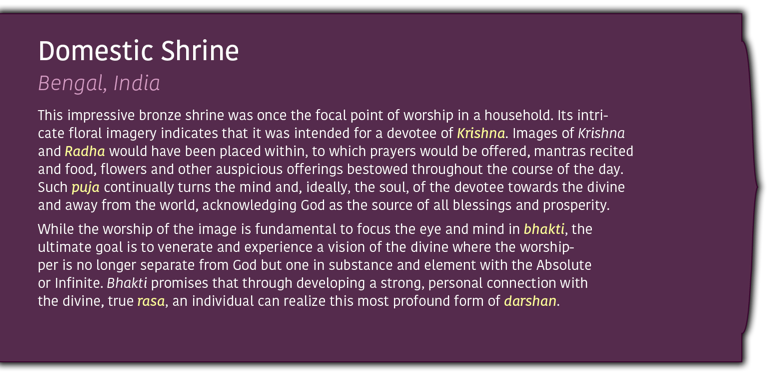 Domestic Shrine
Bengal, India
This impressive bronze shrine was once the focal point of worship in a household. Its intri-
cate floral imagery indicates that it was intended for a devotee of Krishna. Images of Krishna
and Radha would have been placed within, to which prayers would be offered, mantras recited
and food, flowers and other auspicious offerings bestowed throughout the course of the day.
Such puja continually turns the mind and, ideally, the soul, of the devotee towards the divine
and away from the world, acknowledging God as the source of all blessings and prosperity.
While the worship of the image is fundamental to focus the eye and mind in bhakti, the
ultimate goal is to venerate and experience a vision of the divine where the worship-
per is no longer separate from God but one in substance and element with the Absolute
or Infinite. Bhakti promises that through developing a strong, personal connection with
the divine, true rasa, an individual can realize this most profound form of darshan.